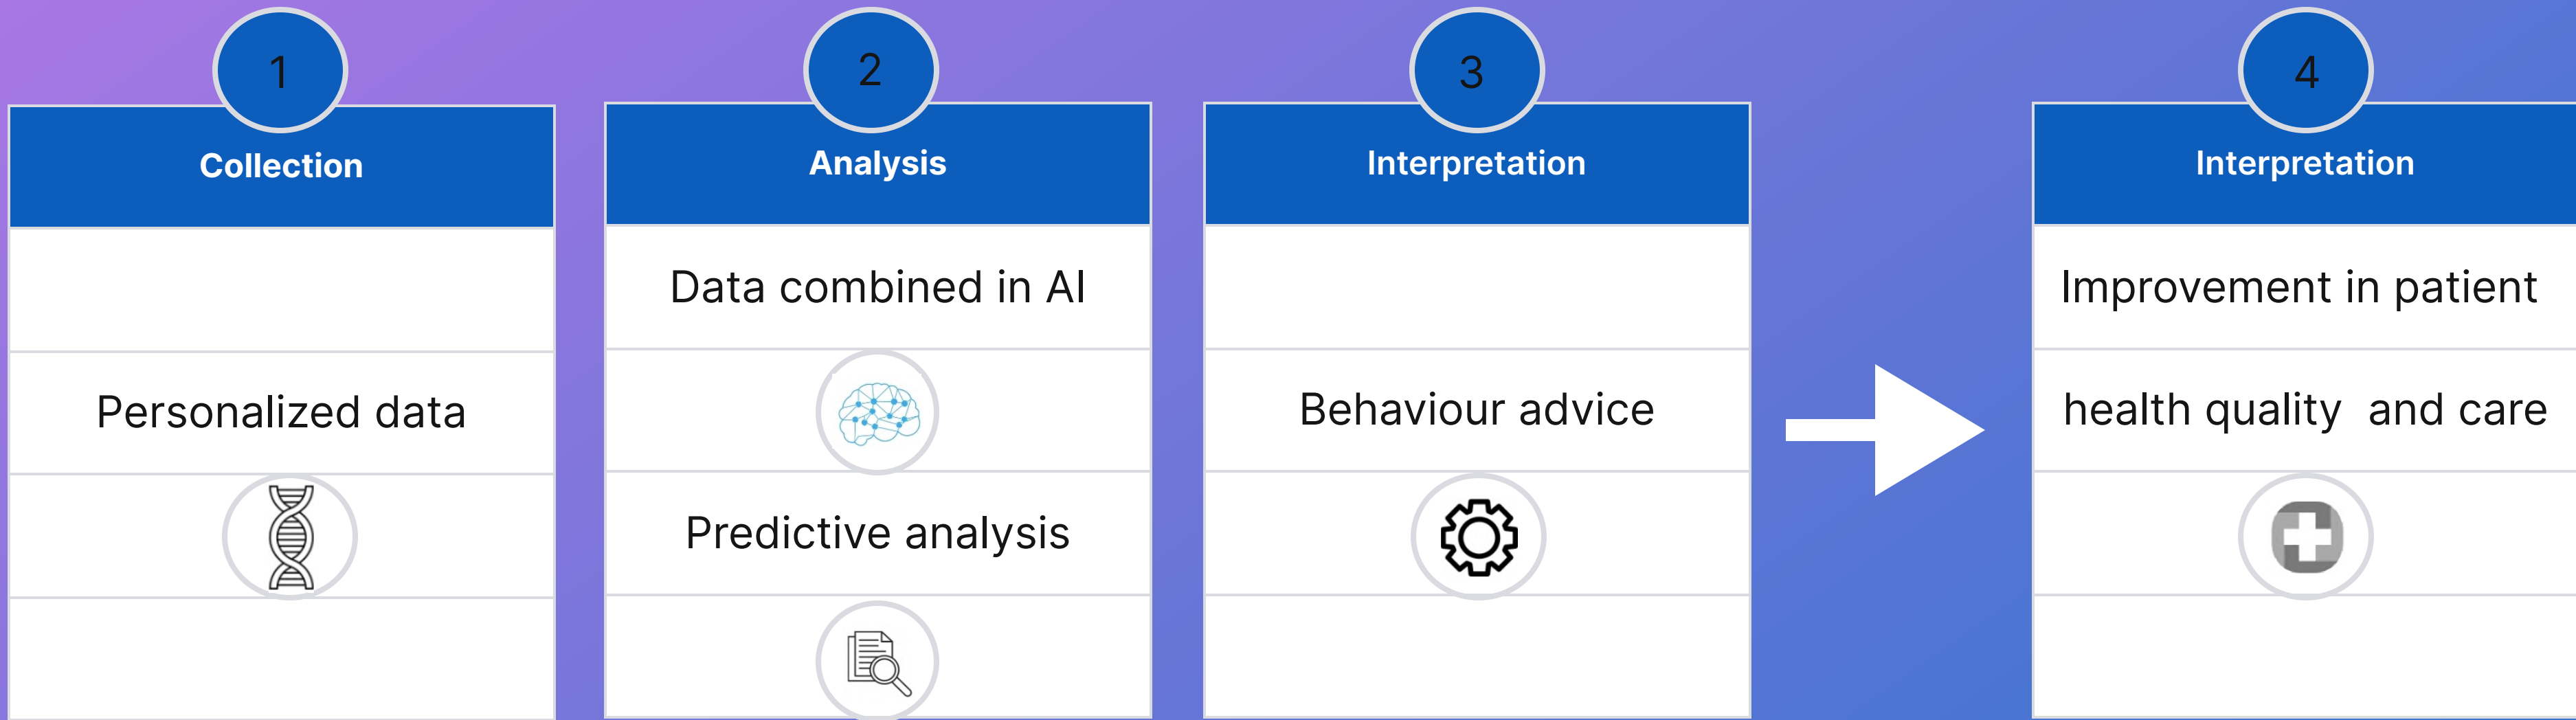 1
Collection
Personalized data
2
Analysis
Data combined in AI
Predictive analysis
3
Interpretation
Behaviour advice
4
Interpretation
Improvement in patient
health quality  and care